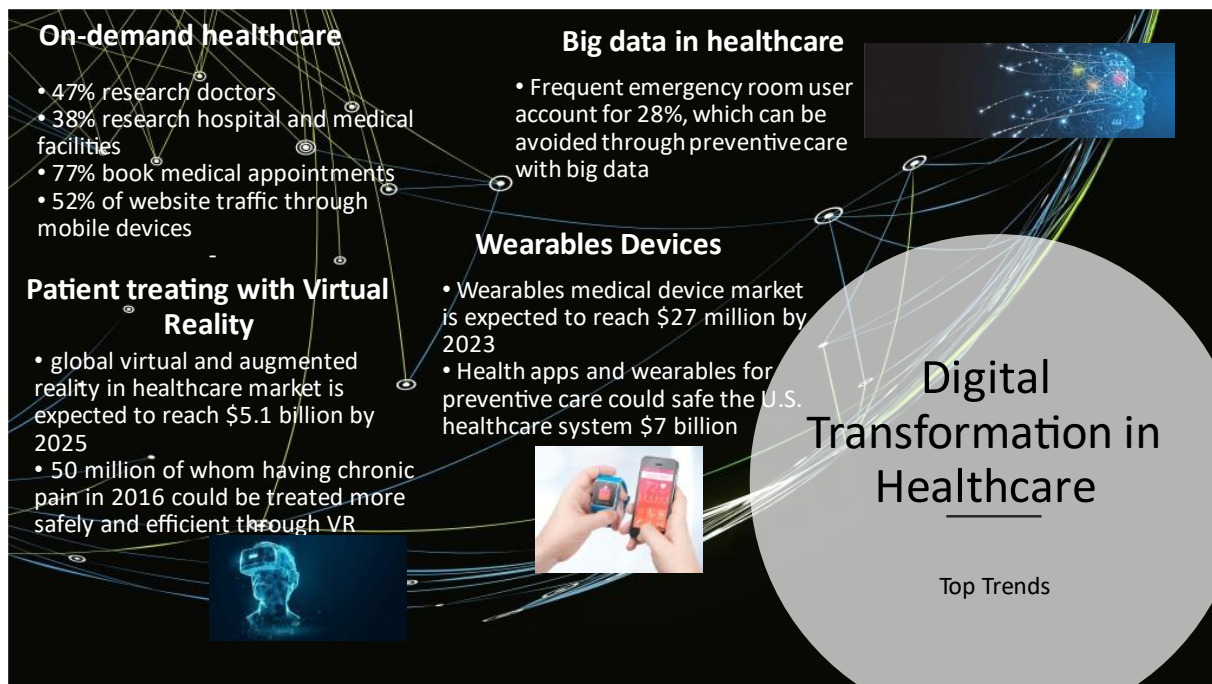 On-demand healthcare
• 47% research doctors
• 38% research hospital and medical
facilities
• 77% book medical appointments
• 52% of website traffic through
mobile devices
-
Patient treating with Virtual
Reality
• global virtual and augmented
reality in healthcare market is
expected to reach $5.1 billion by
2025
• 50 million of whom having chronic
pain in 2016 could be treated more
safely and efficient through VR
Big data in healthcare
• Frequent emergency room user
account for 28%, which can be
avoided through preventive care
with big data
Wearables Devices
• Wearables medical device market
is expected to reach $27 million by
2023
• Health apps and wearables for
preventive care could safe the U.S.
healthcare system $7 billion
Digital
Transformation in
Healthcare
Top Trends